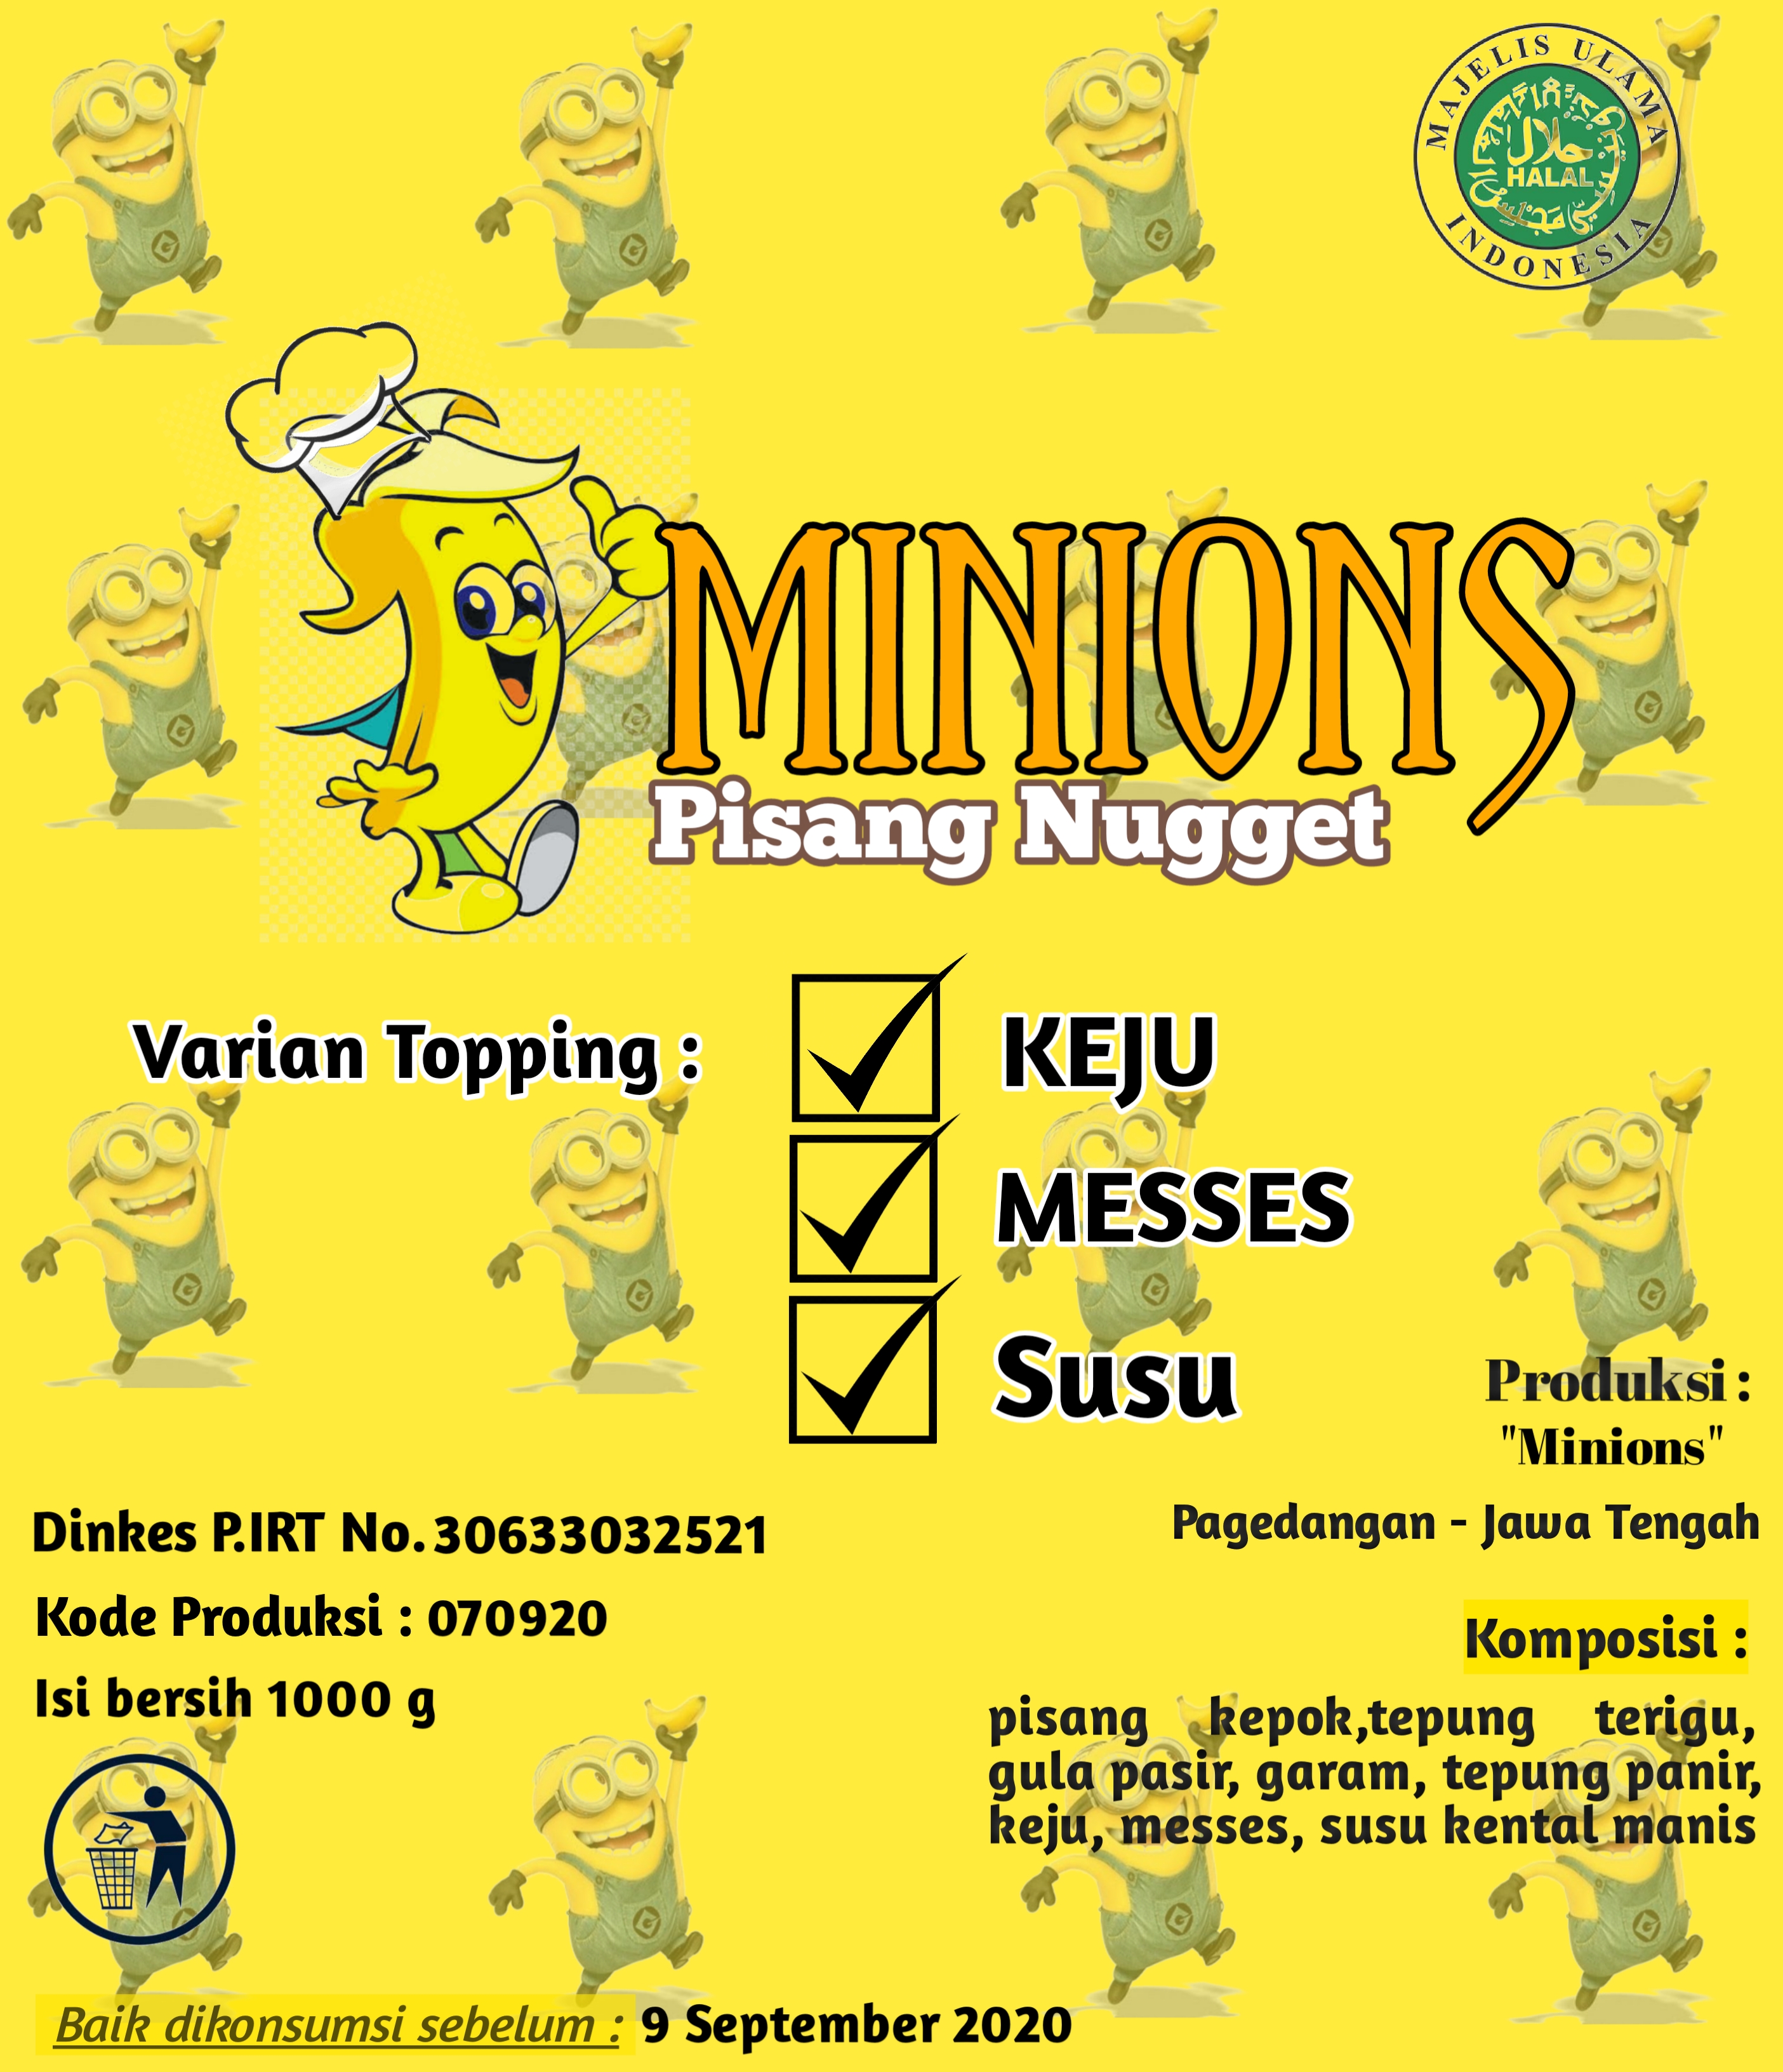 MAJELIS ULAMA
حلال
HALAL
INDONESIA
MINIONS
Pisang Nugget
Varian Topping :
KEJU
MESSES
Susu
Produksi :
"Minions"
Pagedangan - Jawa Tengah
Dinkes P.IRT No. 30633032521
Kode Produksi : 070920
Isi bersih 1000 g
Komposisi :
pisang kepok,tepung terigu,
gula pasir, garam, tepung panir,
keju, messes, susu kental manis
Baik dikonsumsi sebelum : 9 September 2020